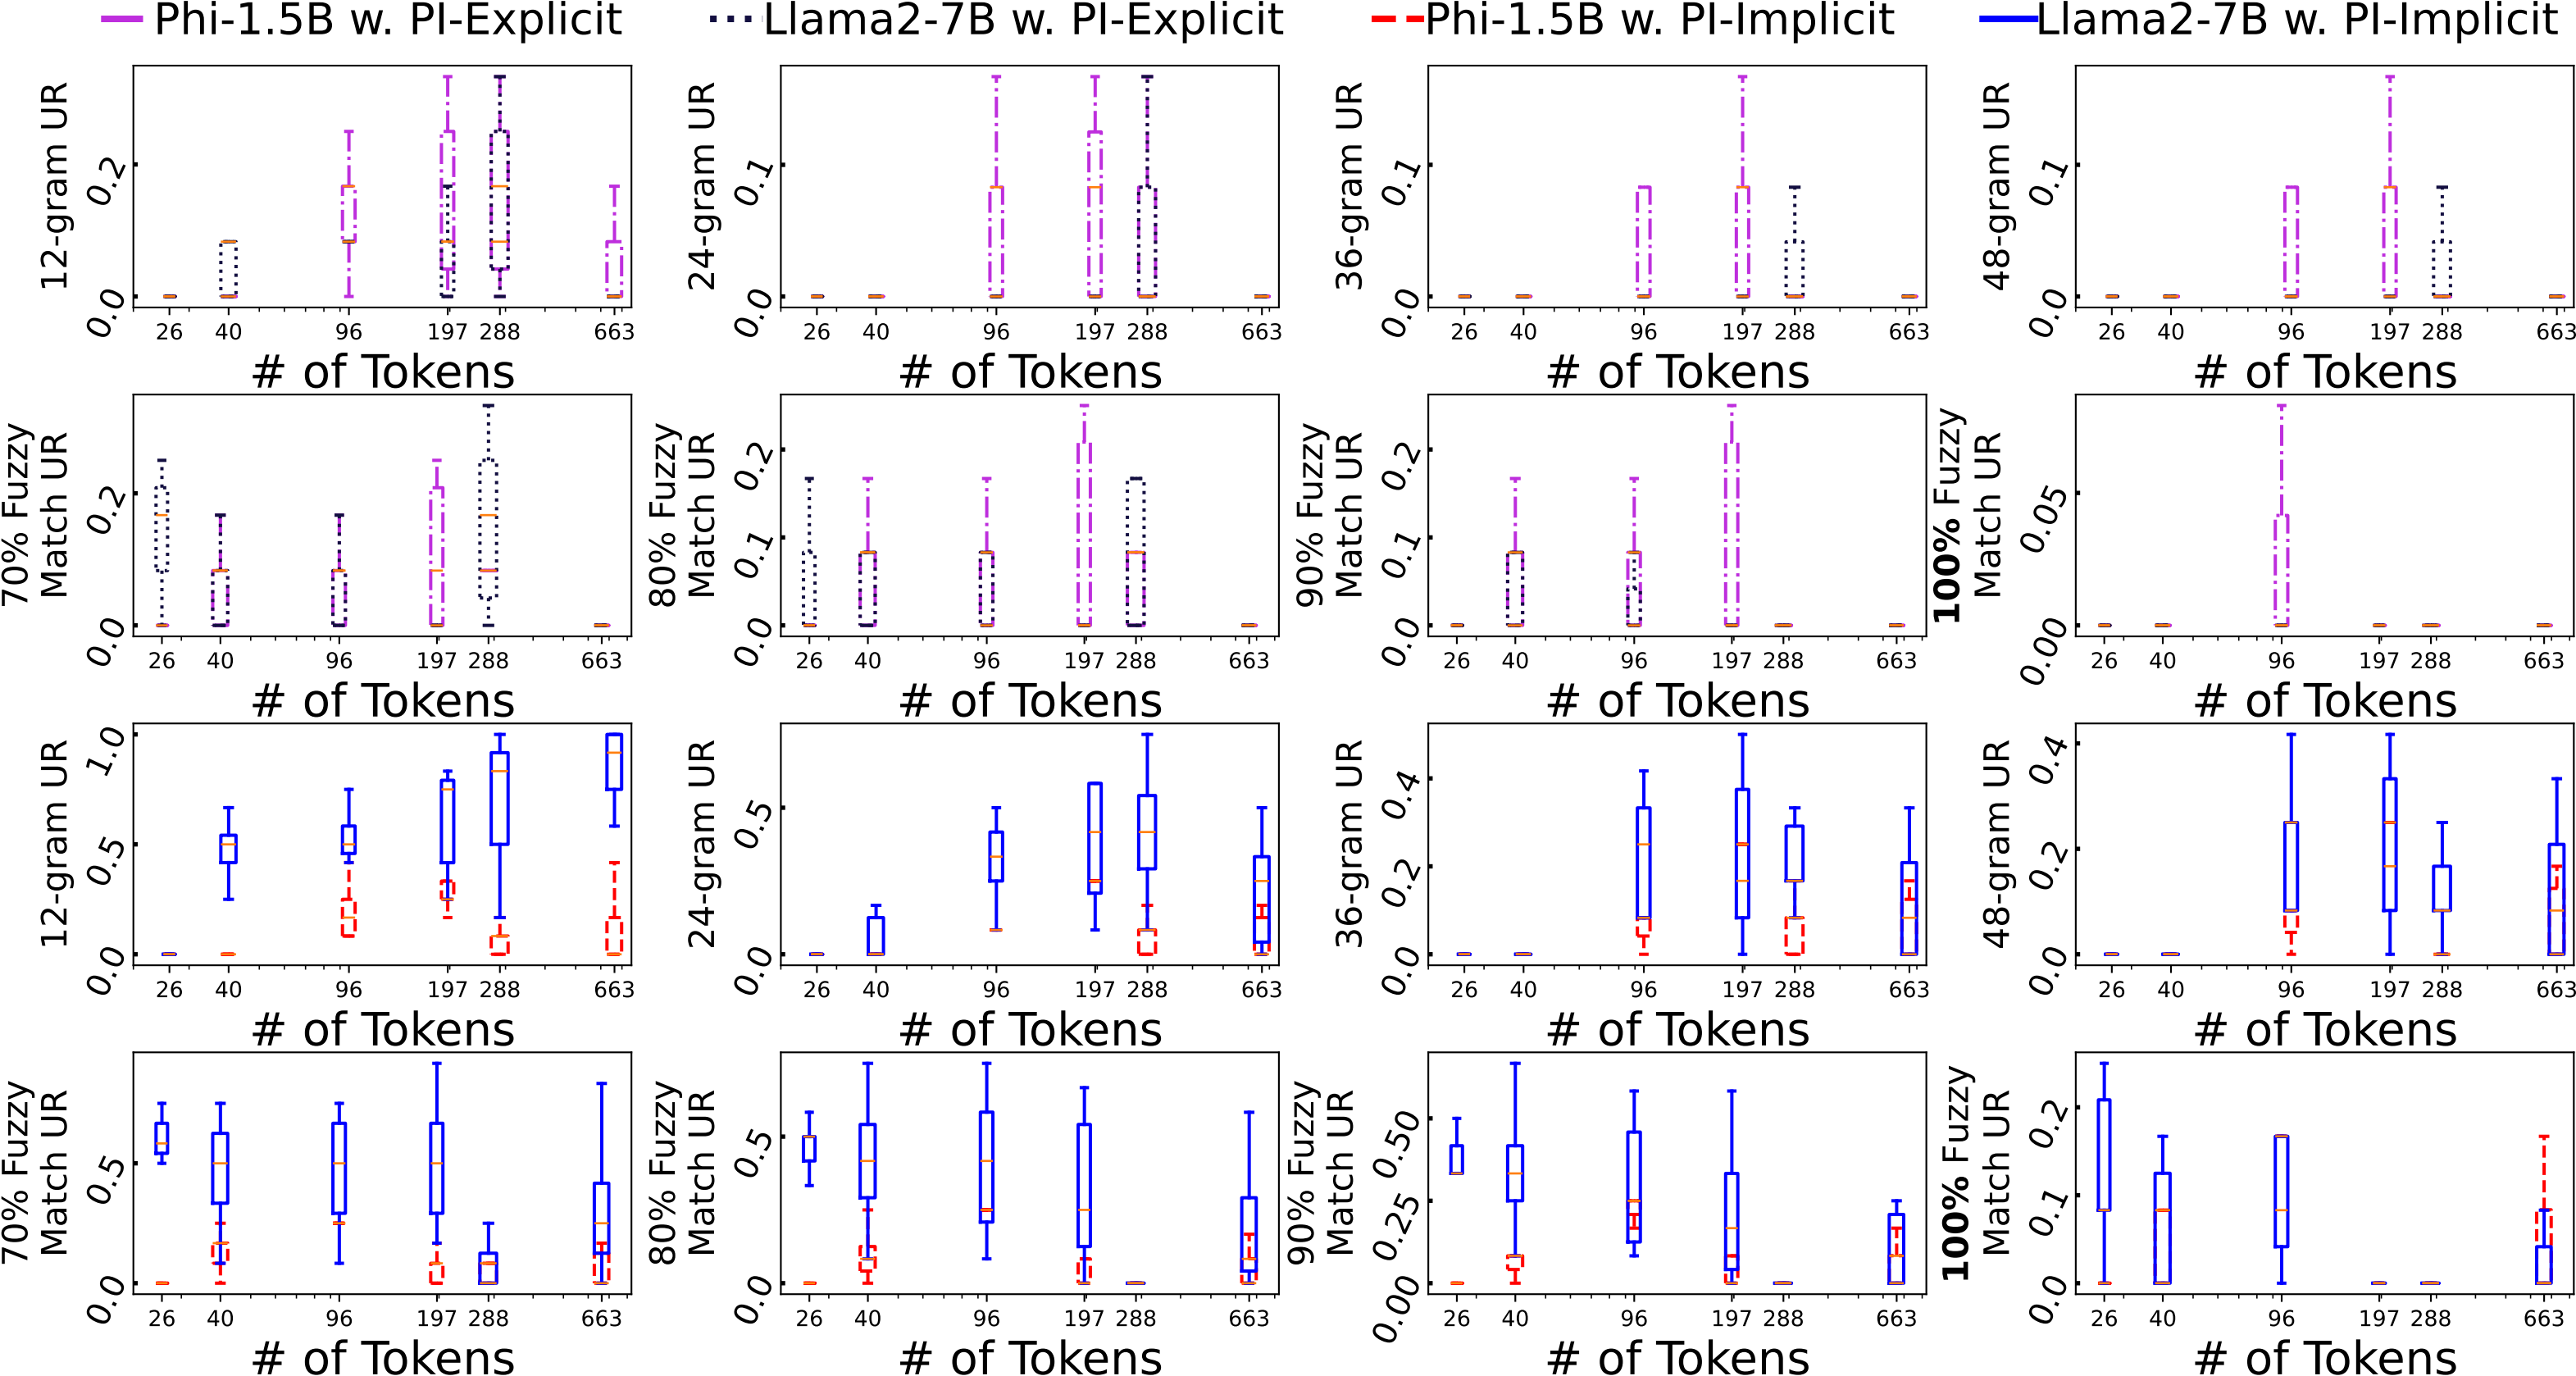 Phi-1.5B w. PI-Explicit
Llama2-7B w. PI-Explicit
Phi-1.5B w. PI-Implicit
Llama2-7B w. PI-Implicit
12-gram UR
0.2
0.0
26 40 96 197 288 663
# of Tokens
24-gram UR
0.1
0.0
26 40 96 197 288 663
# of Tokens
36-gram UR
0.1
0.0
26 40 96 197 288 663
# of Tokens
48-gram UR
0.1
0.0
26 40 96 197 288 663
# of Tokens
70% Fuzzy
Match UR
0.2
0.0
26 40 96 197 288 663
# of Tokens
80% Fuzzy
Match UR
0.2
0.1
0.0
26 40 96 197 288 663
# of Tokens
90% Fuzzy
Match UR
0.2
0.1
0.0
26 40 96 197 288 663
# of Tokens
100% Fuzzy
Match UR
0.05
0.00
26 40 96 197 288 663
# of Tokens
12-gram UR
1.0
0.5
0.0
26 40 96 197 288 663
# of Tokens
24-gram UR
0.5
0.0
26 40 96 197 288 663
# of Tokens
36-gram UR
0.4
0.2
0.0
26 40 96 197 288 663
# of Tokens
48-gram UR
0.4
0.2
0.0
26 40 96 197 288 663
# of Tokens
70% Fuzzy
Match UR
0.5
0.0
26 40 96 197 288 663
# of Tokens
80% Fuzzy
Match UR
0.5
0.0
26 40 96 197 288 663
# of Tokens
90% Fuzzy
Match UR
0.50
0.25
0.00
26 40 96 197 288 663
# of Tokens
100% Fuzzy
Match UR
0.2
0.1
0.0
26 40 96 197 288 663
# of Tokens